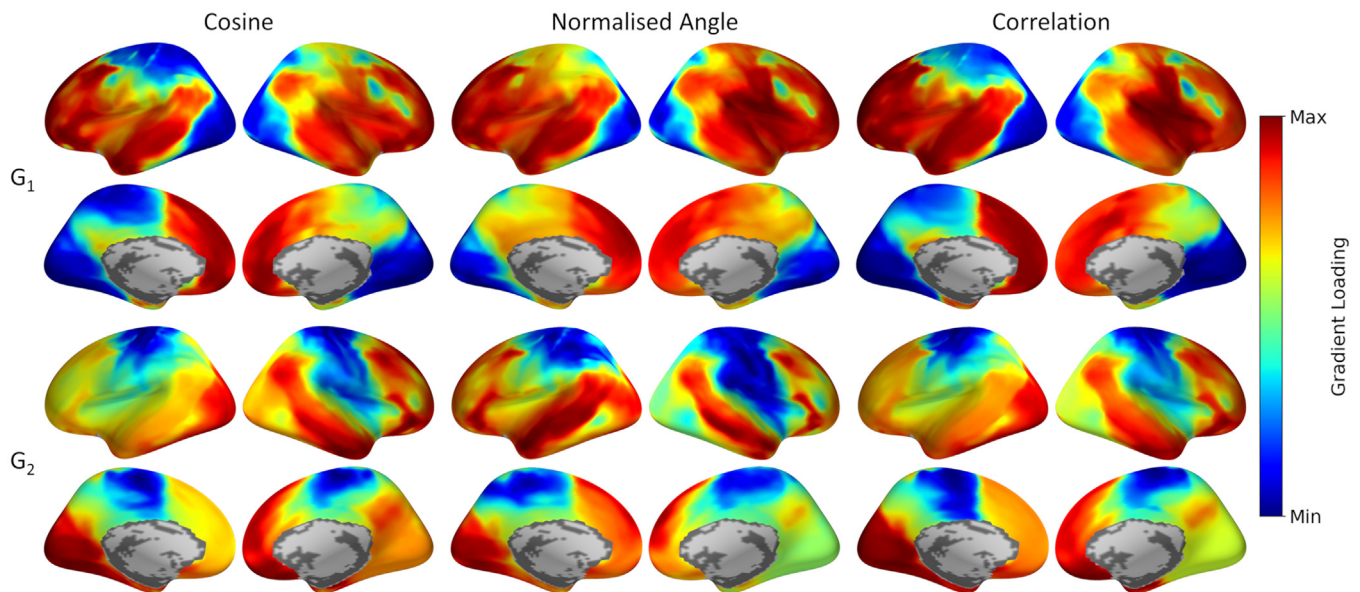 Cosine
Normalised Angle
Correlation
G₁
G₂
Max
Gradient Loading
Min